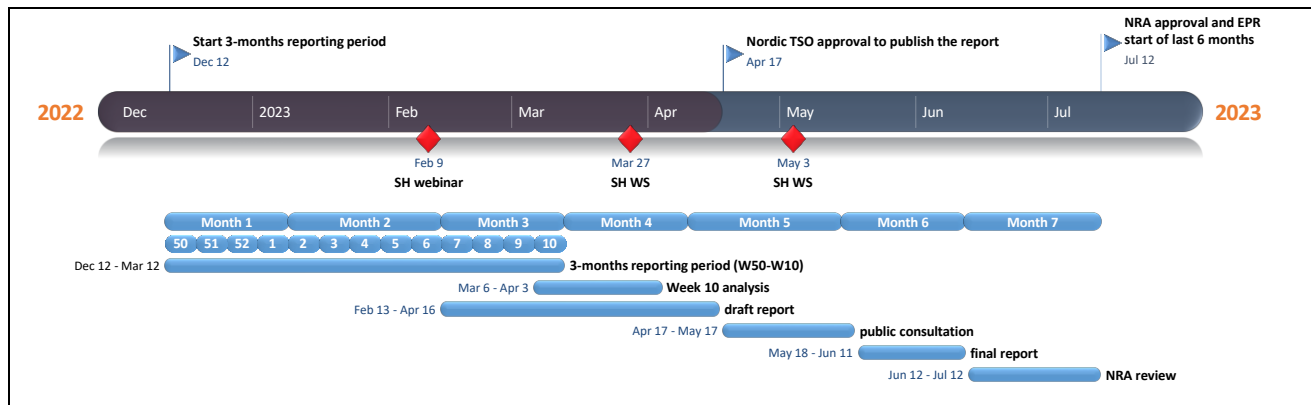 Start 3-months reporting period
Dec 12
Nordic TSO approval to publish the report
Apr 17
NRA approval and EPR
start of last 6 months
Jul 12
2022 Dec 2023 Feb Mar Apr May Jun Jul 2023
Feb 9
SH webinar
Mar 27
SH WS
May 3
SH WS
Month 1 Month 2 Month 3 Month 4 Month 5 Month 6 Month 7
50 51 52 1 2 3 4 5 6 7 8 9 10
Dec 12 - Mar 12 3-months reporting period (W50-W10)
Mar 6 - Apr 3 Week 10 analysis
Feb 13 - Apr 16 draft report
Apr 17 - May 17 public consultation
May 18 - Jun 11 final report
Jun 12 - Jul 12 NRA review